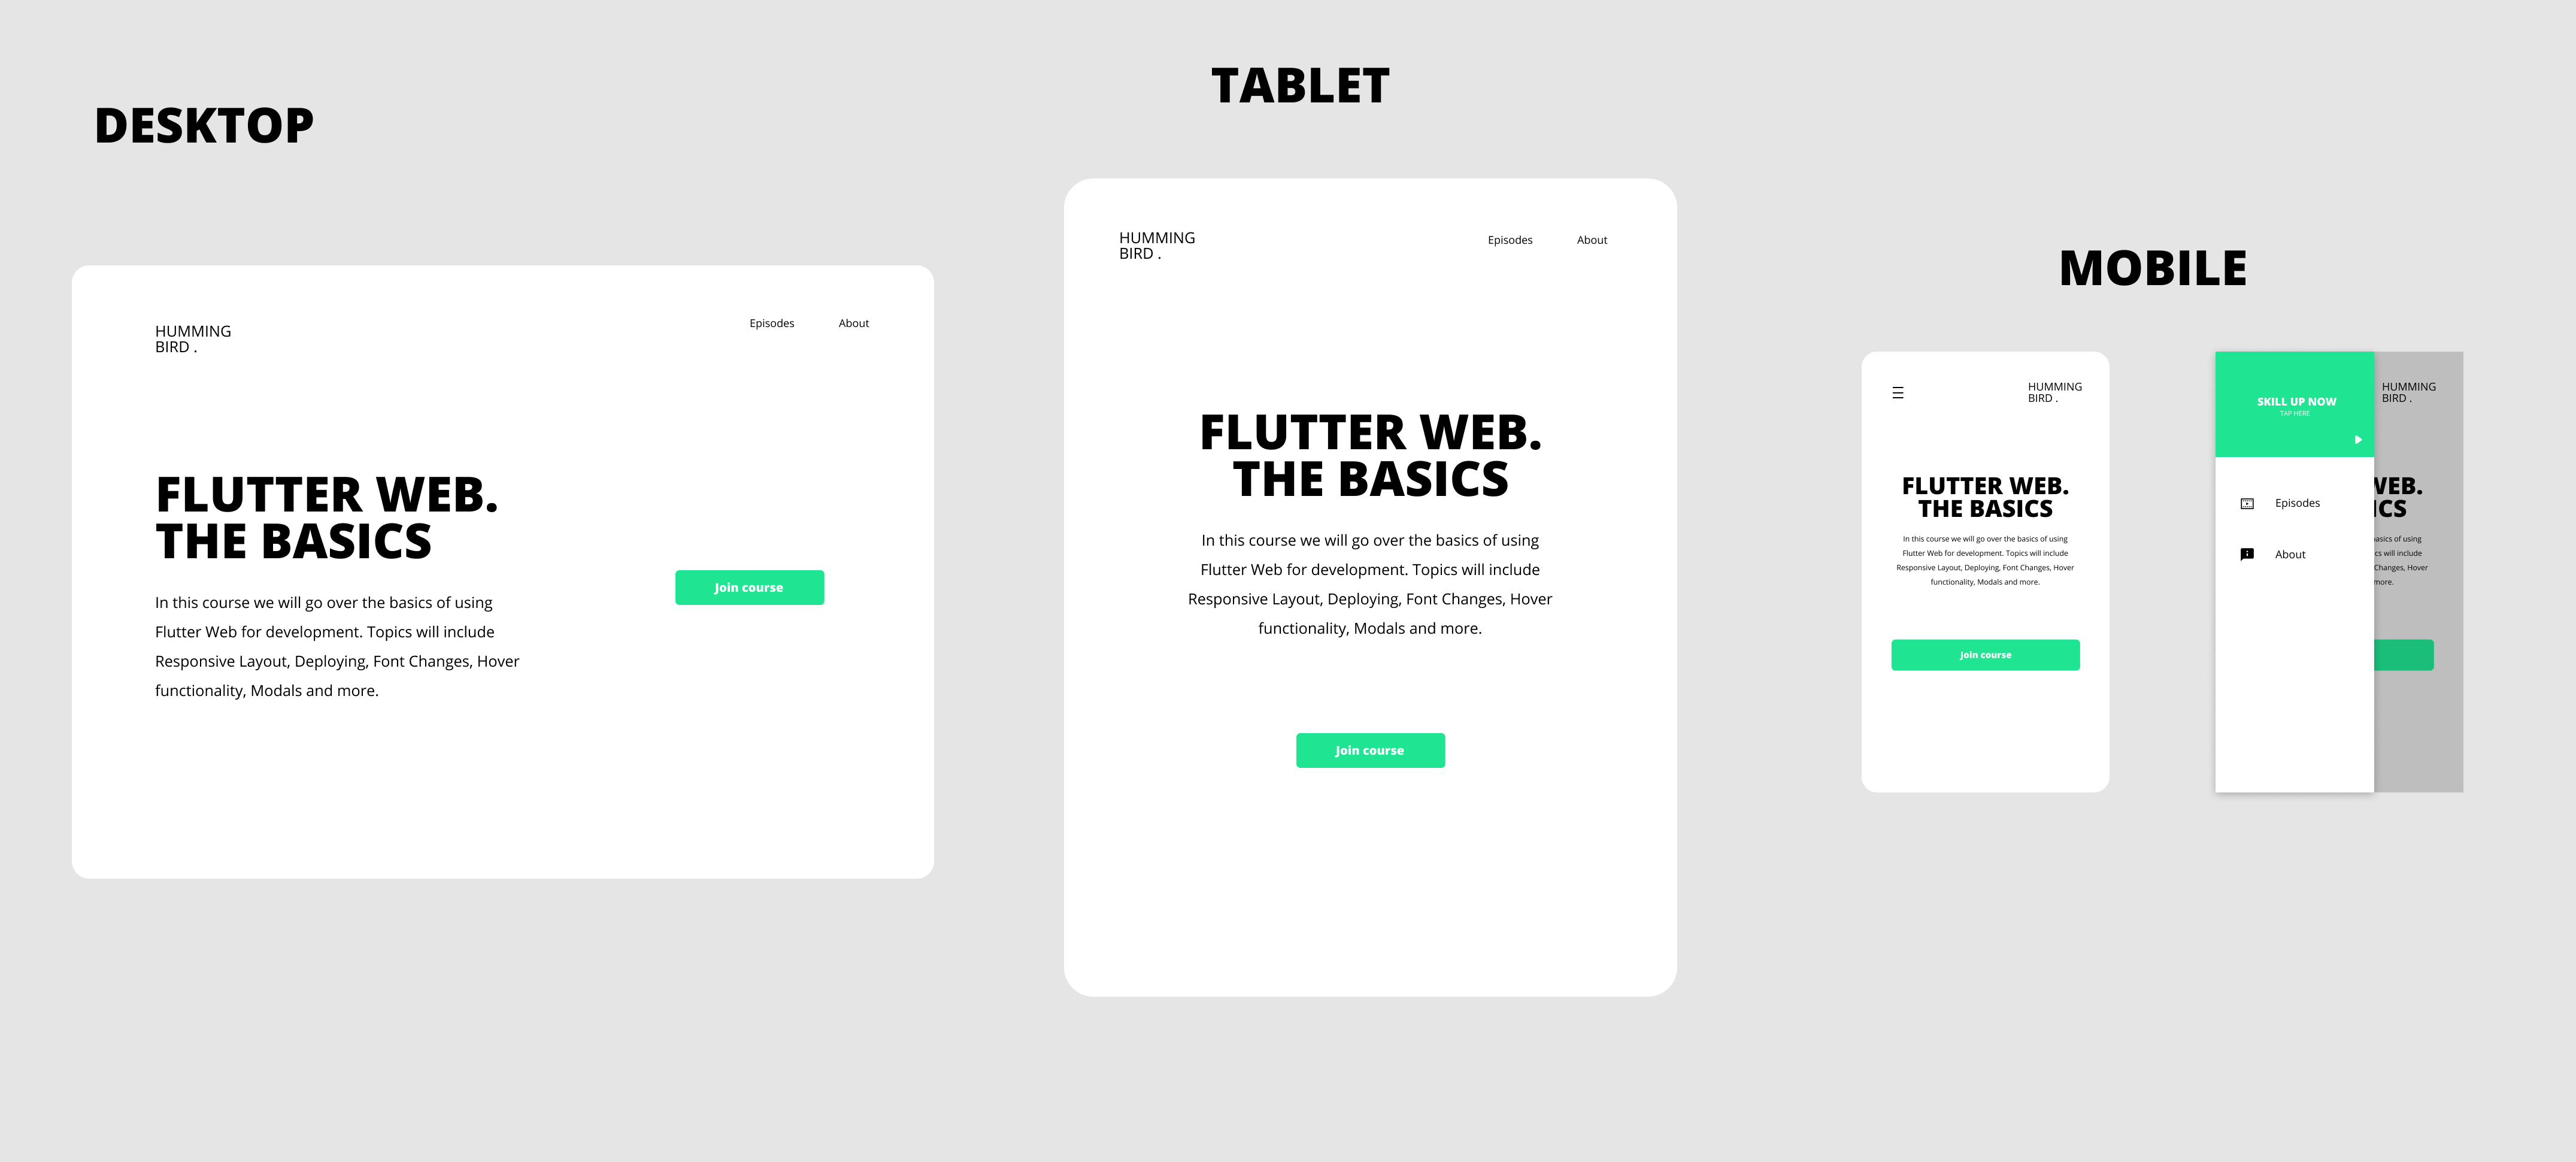 DESKTOP
HUMMING
BIRD .
Episodes About
FLUTTER WEB.
THE BASICS
In this course we will go over the basics of using
Flutter Web for development. Topics will include
Responsive Layout, Deploying, Font Changes, Hover
functionality, Modals and more.
Join course
TABLET
HUMMING
BIRD .
Episodes About
FLUTTER WEB.
THE BASICS
In this course we will go over the basics of using
Flutter Web for development. Topics will include
Responsive Layout, Deploying, Font Changes, Hover
functionality, Modals and more.
Join course
MOBILE
HUMMING
BIRD .
FLUTTER WEB.
THE BASICS
In this course we will go over the basics of using
Flutter Web for development. Topics will include
Responsive Layout, Deploying, Font Changes, Hover
functionality, Modals and more.
Join course
SKILL UP NOW
TAP HERE
Episodes
About
HUMMING
BIRD .
WEB.
ICS
basics of using
cs will include
Changes, Hover
more.